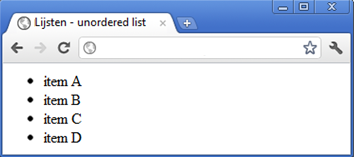 Lijsten - unordered list
item A
item B
item C
item D